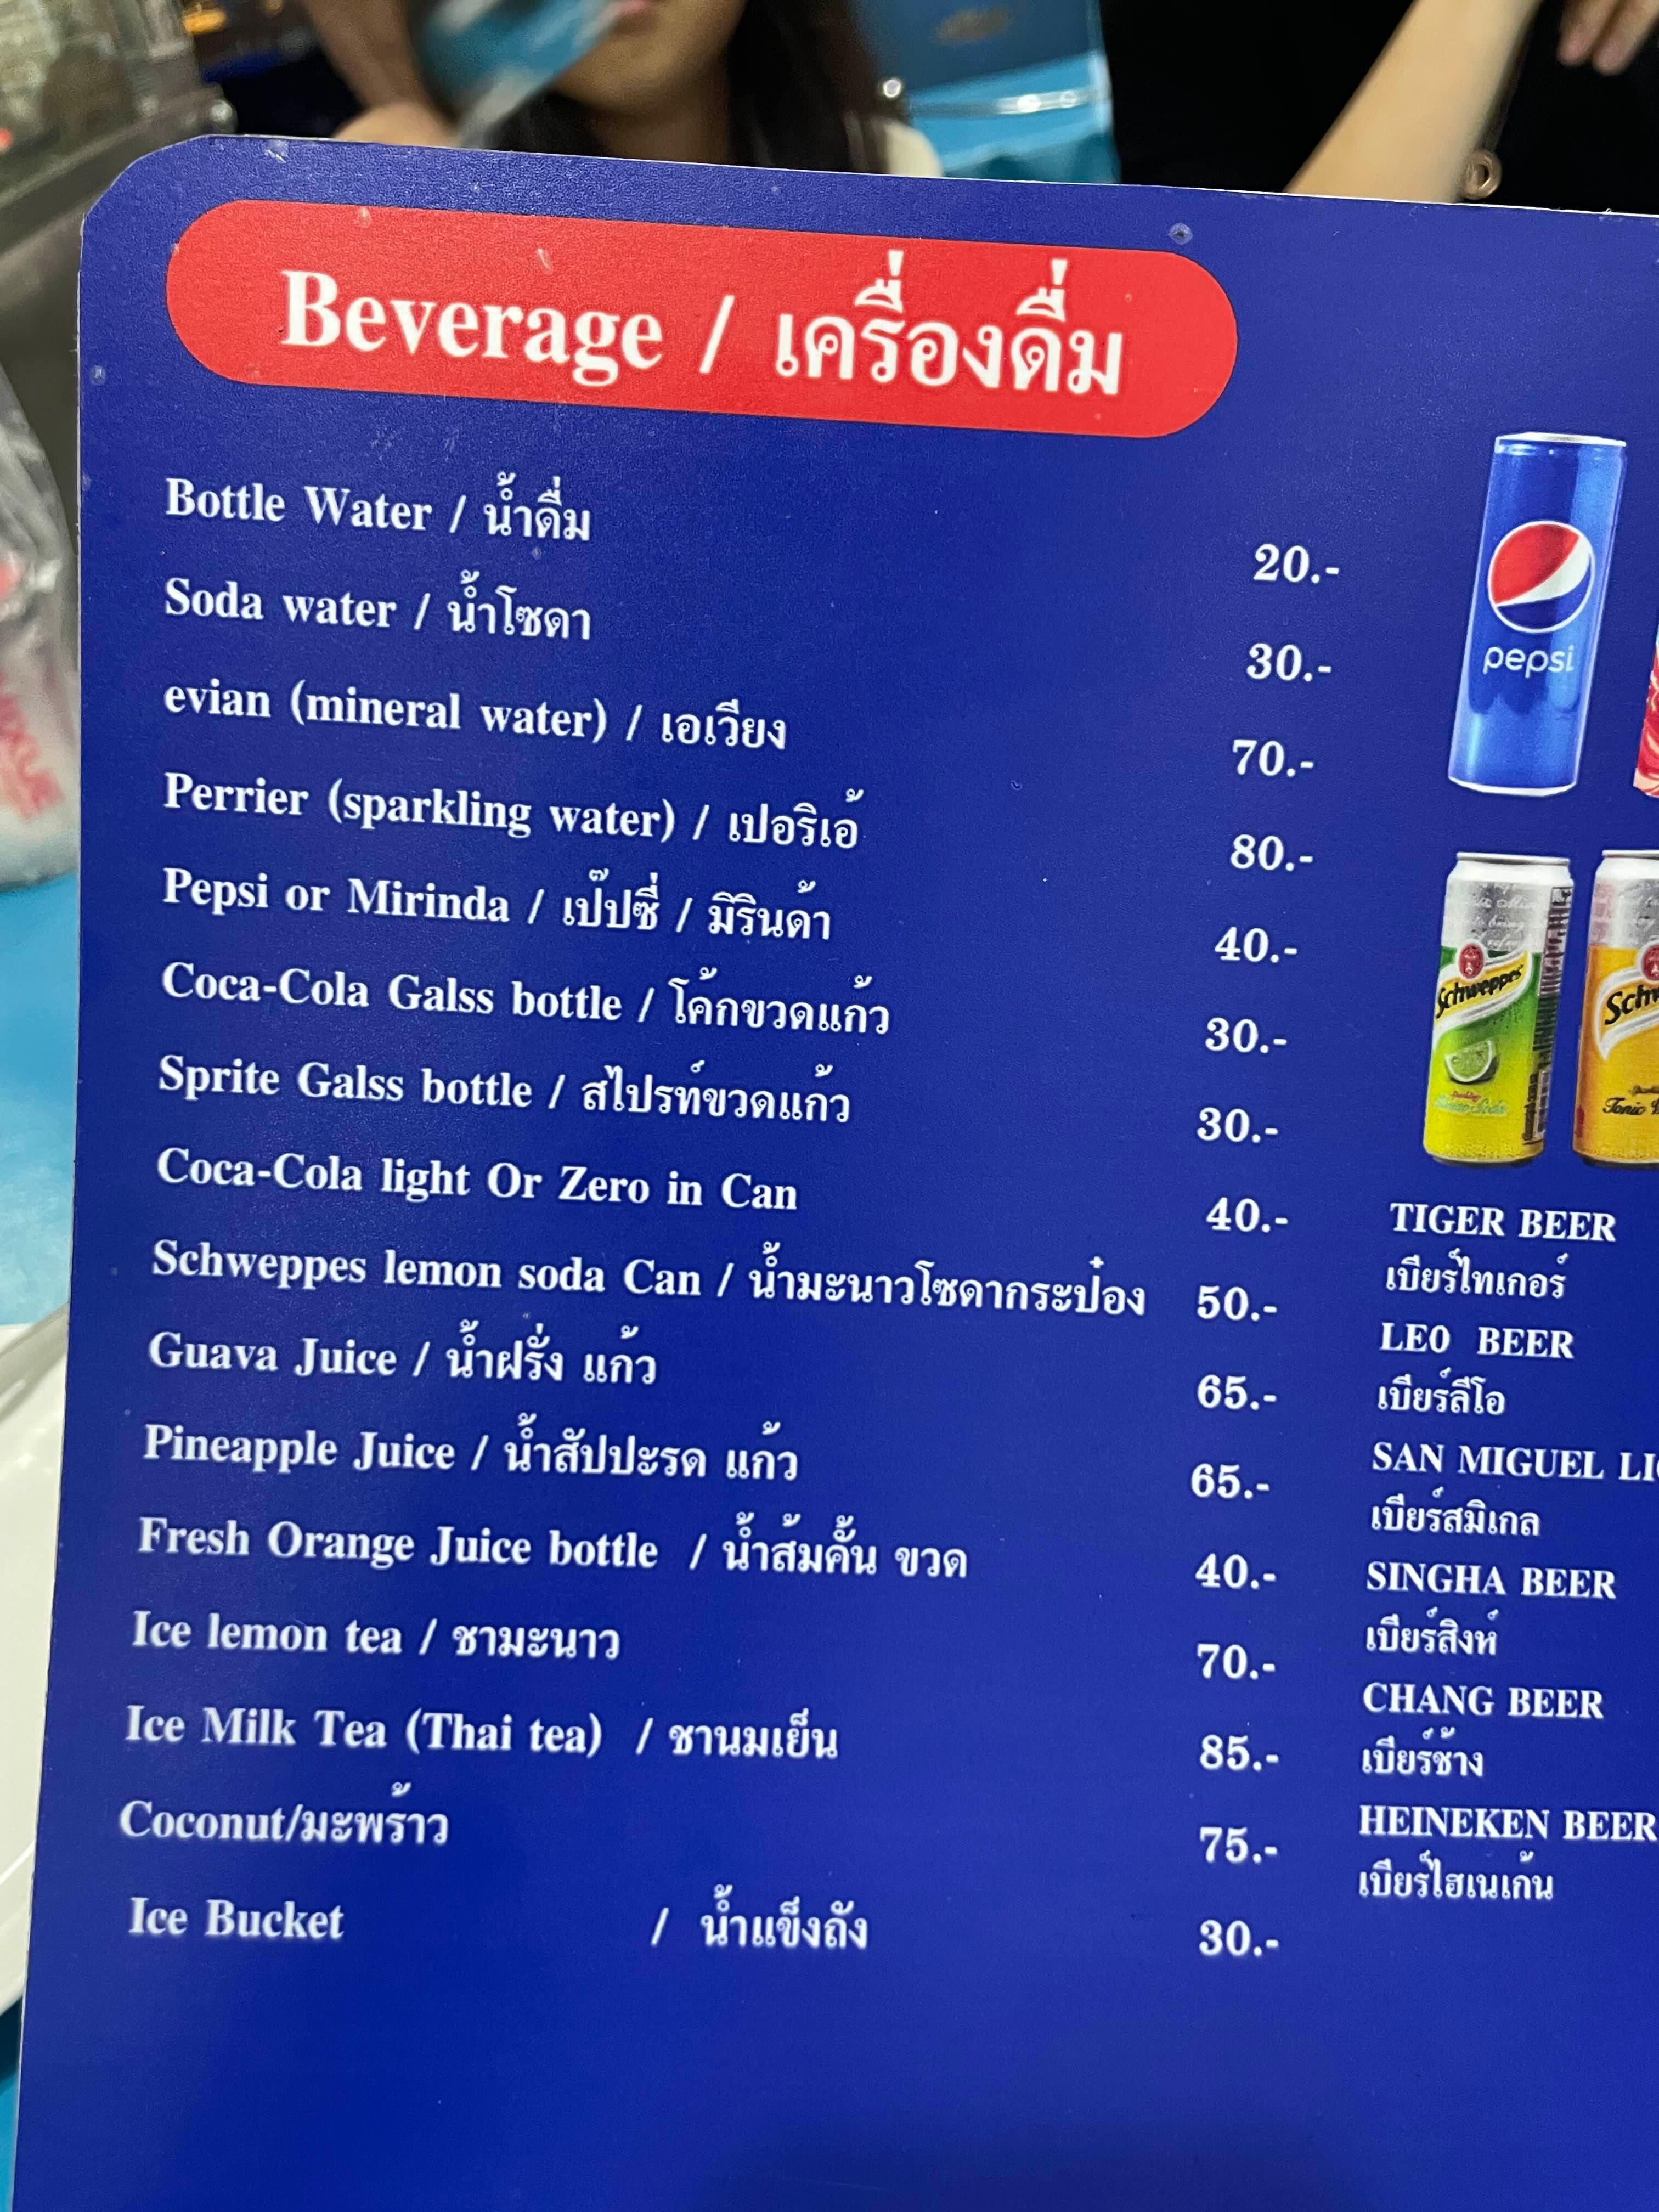 Beverage / เครื่องดื่ม
Bottle Water / น้ำดื่ม 20.-
Soda water / น้ำโซดา 30.-
evian (mineral water) / เอเวียง 70.-
Perrier (sparkling water) / เปอริเอ้ 80.-
Pepsi or Mirinda / เป๊ปซี่ / มิรินด้า 40.-
Coca-Cola Galss bottle / โค้กขวดแก้ว 30.-
Sprite Galss bottle / สไปรท์ขวดแก้ว 30.-
Coca-Cola light Or Zero in Can 40.-
Schweppes lemon soda Can / น้ำมะนาวโซดากระป๋อง 50.-
Guava Juice / น้ำฝรั่ง แก้ว 65.-
Pineapple Juice / น้ำสัปปะรด แก้ว 65.-
Fresh Orange Juice bottle / น้ำส้มคั้น ขวด 40.-
Ice lemon tea / ชามะนาว 70.-
Ice Milk Tea (Thai tea) / ชานมเย็น 85.-
Coconut/มะพร้าว 75.-
Ice Bucket / น้ำแข็งถัง 30.-
pepsi
Schweppes
TIGER BEER
เบียร์ไทเกอร์
LEO BEER
เบียร์ลีโอ
SAN MIGUEL
เบียร์สมิเกล
SINGHA BEER
เบียร์สิงห์
CHANG BEER
เบียร์ช้าง
HEINEKEN BEER
เบียร์ไฮเนเก้น